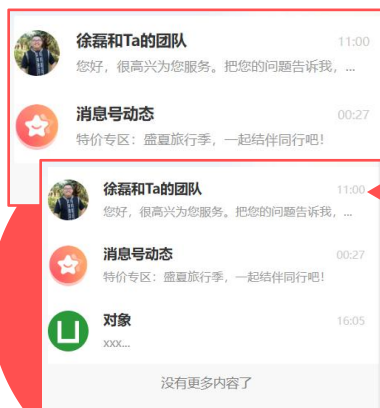 徐磊和Ta的团队 11:00
您好，很高兴为您服务。把您的问题告诉我，...
消息号动态 00:27
特价专区：盛夏旅行季，一起结伴同行吧！
徐磊和Ta的团队 11:00
您好，很高兴为您服务。把您的问题告诉我，...
消息号动态 00:27
特价专区：盛夏旅行季，一起结伴同行吧！
对象 16:05
xxx...
没有更多内容了